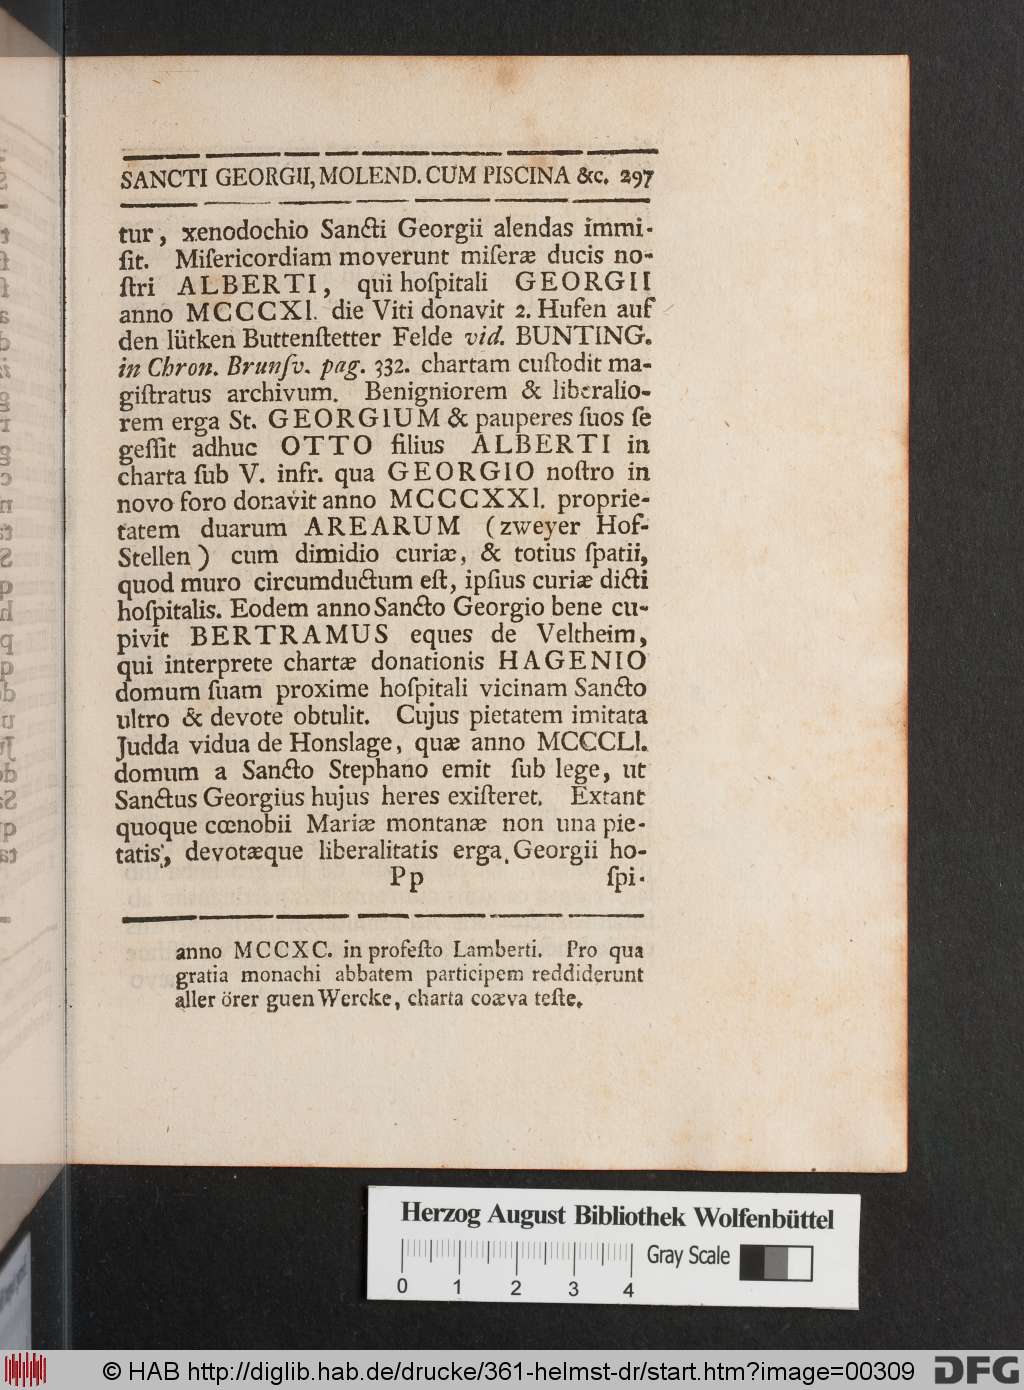 SANCTI GEORGII, MOLEND. CUM PISCINA &c. 297
tur, xenodochio Sancti Georgii alendas immi-
ſit. Miſericordiam moverunt miſeræ ducis no-
ſtri ALBERTI, qui hoſpitali GEORGII
anno MCCCXI. die Viti donavit 2. Hufen auf
den lütken Buttenſtetter Felde vid. BUNTING.
in Chron. Brunſv. pag. 332. chartam cuſtodit ma-
giſtratus archivum. Benigniorem & liberalio-
rem erga St. GEORGIUM & pauperes ſuos ſe
geſſit adhuc OTTO filius ALBERTI in
charta ſub V. infr. qua GEORGIO noſtro in
novo foro donavit anno MCCCXXI. proprie-
tatem duarum AREARUM (zweyer Hof-
Stellen) cum dimidio curiæ, & totius ſpatii,
quod muro circumductum eſt, ipſius curiæ dicti
hoſpitalis. Eodem anno Sancto Georgio bene cu-
pivit BERTRAMUS eques de Veltheim,
qui interprete chartæ donationis HAGENIO
domum ſuam proxime hoſpitali vicinam Sancto
ultro & devote obtulit. Cujus pietatem imitata
Judda vidua de Honslage, quæ anno MCCCLI.
domum a Sancto Stephano emit ſub lege, ut
Sanctus Georgius hujus heres exiſteret. Extant
quoque cœnobii Mariæ montanæ non una pie-
tatis, devotæque liberalitatis erga Georgii ho-
Pp ſpi-
anno MCCXC. in profeſto Lamberti. Pro qua
gratia monachi abbatem participem reddiderunt
aller örer guen Wercke, charta coæva teſte.
Herzog August Bibliothek Wolfenbüttel
Gray Scale
0 1 2 3 4
© HAB http://diglib.hab.de/drucke/361-helmst-dr/start.htm?image=00309
DFG